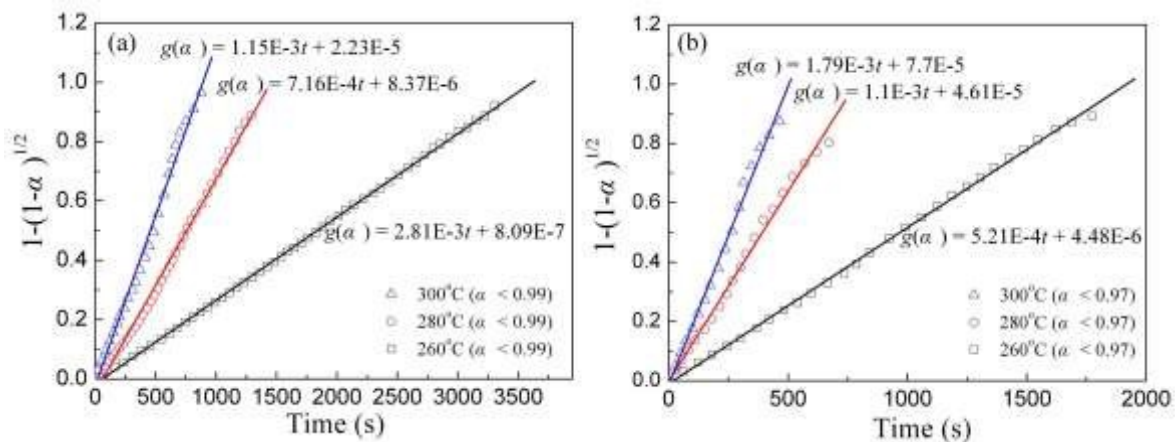 1.2
(a)
g(α ) = 1.15E-3t + 2.23E-5
1.0
g(α ) = 7.16E-4t + 8.37E-6
0.8
0.6
g(α ) = 2.81E-3t + 8.09E-7
0.4
△ 300°C (α < 0.99)
0.2
○ 280°C (α < 0.99)
□ 260°C (α < 0.99)
0.0
0 500 1000 1500 2000 2500 3000 3500
Time (s)
1-(1-α )1/2
1.2
(b)
g(α ) = 1.79E-3t + 7.7E-5
1.0
g(α ) = 1.1E-3t + 4.61E-5
0.8
0.6
g(α ) = 5.21E-4t + 4.48E-6
0.4
△ 300°C (α < 0.97)
0.2
○ 280°C (α < 0.97)
□ 260°C (α < 0.97)
0.0
0 500 1000 1500 2000
Time (s)
1-(1-α )1/2